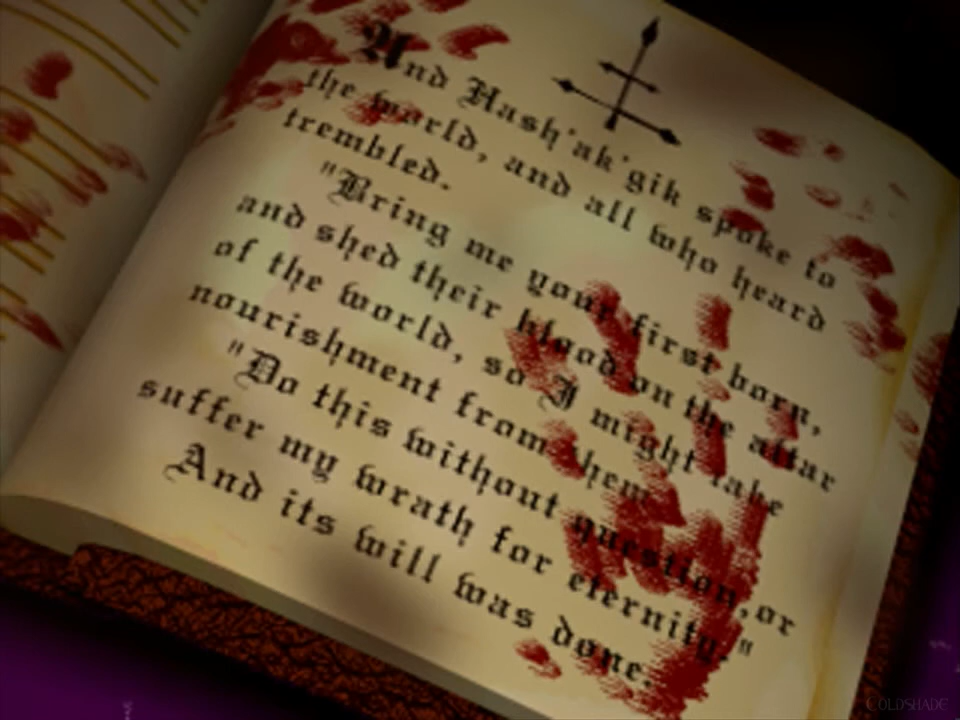 And Hash'ak'gik spoke to
the world, and all who heard
trembled.
"Bring me your first born,
and shed their blood on the altar
of the world, so I might take
nourishment from them.
"Do this without question, or
suffer my wrath for eternity."
And its will was done.
COLDSHADE